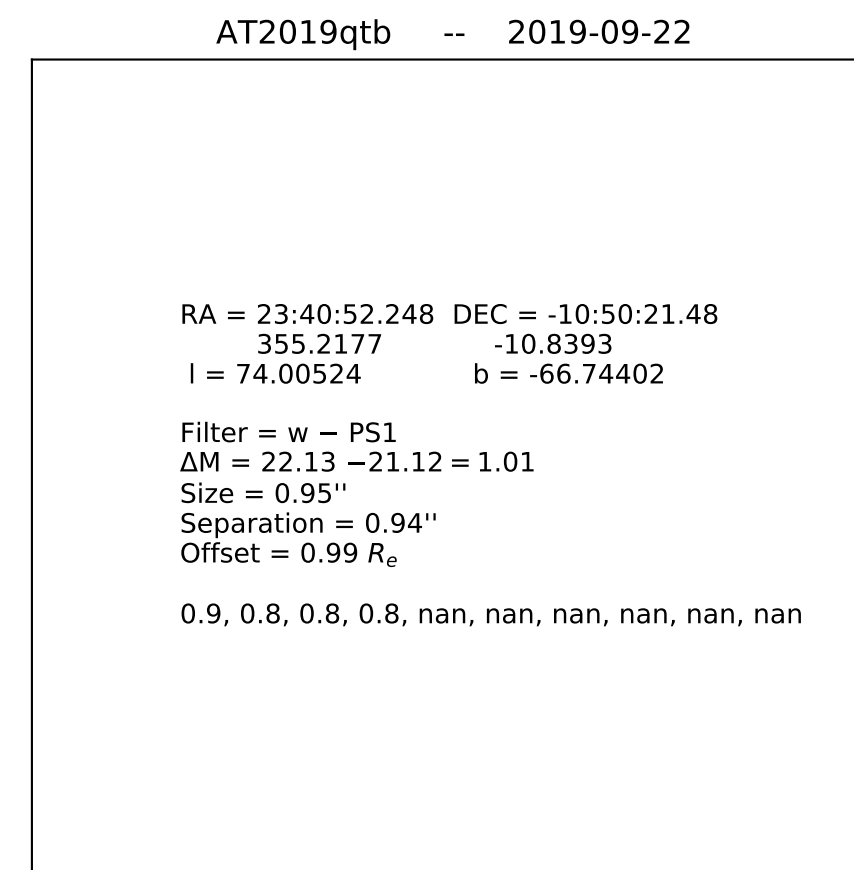 AT2019qtb -- 2019-09-22
RA = 23:40:52.248 DEC = -10:50:21.48
355.2177 -10.8393
l = 74.00524 b = -66.74402
Filter = w − PS1
ΔM = 22.13 −21.12 = 1.01
Size = 0.95''
Separation = 0.94''
Offset = 0.99 Rₑ
0.9, 0.8, 0.8, 0.8, nan, nan, nan, nan, nan, nan